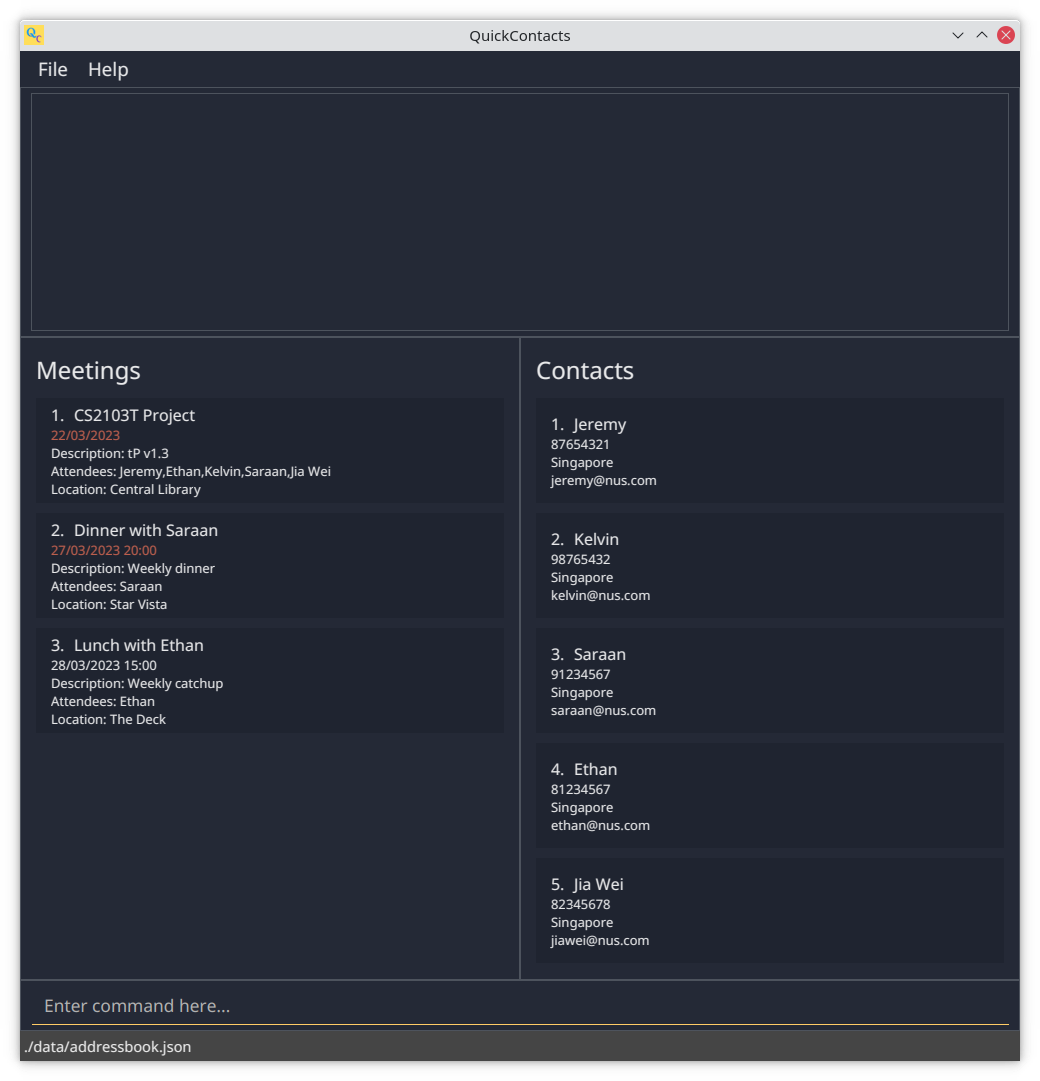 QC
QuickContacts
File Help
Meetings
1. CS2103T Project
22/03/2023
Description: tP v1.3
Attendees: Jeremy,Ethan,Kelvin,Saraan,Jia Wei
Location: Central Library
2. Dinner with Saraan
27/03/2023 20:00
Description: Weekly dinner
Attendees: Saraan
Location: Star Vista
3. Lunch with Ethan
28/03/2023 15:00
Description: Weekly catchup
Attendees: Ethan
Location: The Deck
Contacts
1. Jeremy
87654321
Singapore
jeremy@nus.com
2. Kelvin
98765432
Singapore
kelvin@nus.com
3. Saraan
91234567
Singapore
saraan@nus.com
4. Ethan
81234567
Singapore
ethan@nus.com
5. Jia Wei
82345678
Singapore
jiawei@nus.com
Enter command here...
./data/addressbook.json